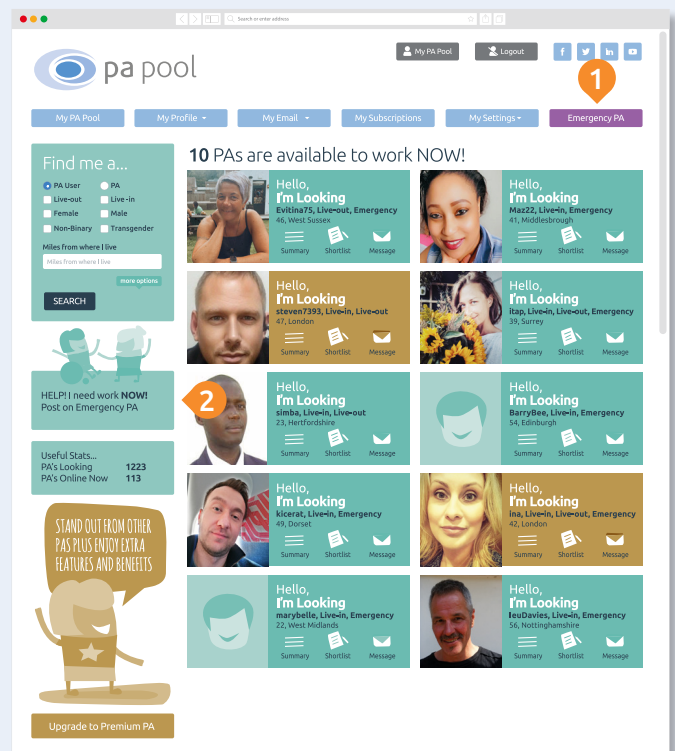 Search or enter address
My PA Pool
Logout
pa pool
1
My PA Pool
My Profile
My Email
My Subscriptions
My Settings
Emergency PA
Find me a...
PA User
PA
Live-out
Live-in
Female
Male
Non-Binary
Transgender
Miles from where I live
Miles from where I live
more options
SEARCH
HELP! I need work NOW!
Post on Emergency PA
2
Useful Stats...
PA's Looking 1223
PA's Online Now 113
STAND OUT FROM OTHER
PAS PLUS ENJOY EXTRA
FEATURES AND BENEFITS
Upgrade to Premium PA
10 PAs are available to work NOW!
Hello,
I'm Looking
Evitina75, Live-out, Emergency
46, West Sussex
Summary Shortlist Message
Hello,
I'm Looking
Maz22, Live-in, Emergency
41, Middlesbrough
Summary Shortlist Message
Hello,
I'm Looking
steven7393, Live-in, Live-out
47, London
Summary Shortlist Message
Hello,
I'm Looking
itap, Live-in, Live-out, Emergency
39, Surrey
Summary Shortlist Message
Hello,
I'm Looking
simba, Live-in, Live-out
23, Hertfordshire
Summary Shortlist Message
Hello,
I'm Looking
BarryBee, Live-in, Emergency
54, Edinburgh
Summary Shortlist Message
Hello,
I'm Looking
kicerat, Live-in, Emergency
49, Dorset
Summary Shortlist Message
Hello,
I'm Looking
ina, Live-in, Live-out, Emergency
42, London
Summary Shortlist Message
Hello,
I'm Looking
marybelle, Live-in, Emergency
22, West Midlands
Summary Shortlist Message
Hello,
I'm Looking
leuDavies, Live-in, Emergency
56, Nottinghamshire
Summary Shortlist Message